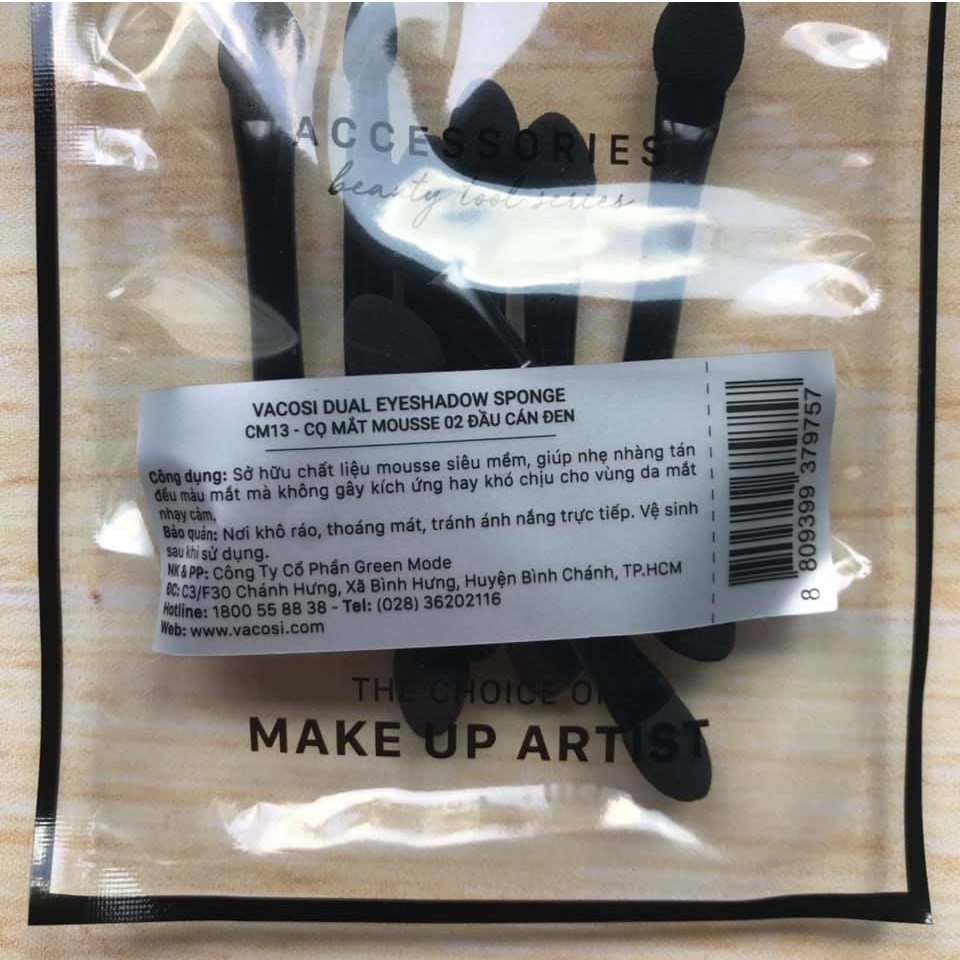 ACCESSORIES
beauty tool series
VACOSI DUAL EYESHADOW SPONGE
CM13 - CỌ MẮT MOUSSE 02 ĐẦU CÁN ĐEN
Công dụng: Sở hữu chất liệu mousse siêu mềm, giúp nhẹ nhàng tán
đều màu mắt mà không gây kích ứng hay khó chịu cho vùng da mắt
nhạy cảm.
Bảo quản: Nơi khô ráo, thoáng mát, tránh ánh nắng trực tiếp. Vệ sinh
sau khi sử dụng.
NK & PP: Công Ty Cổ Phần Green Mode
ĐC: C3/F30 Chánh Hưng, Xã Bình Hưng, Huyện Bình Chánh, TP.HCM
Hotline: 1800 55 88 38 - Tel: (028) 36202116
Web: www.vacosi.com
8 809399 379757
THE CHOICE OF
MAKE UP ARTIST